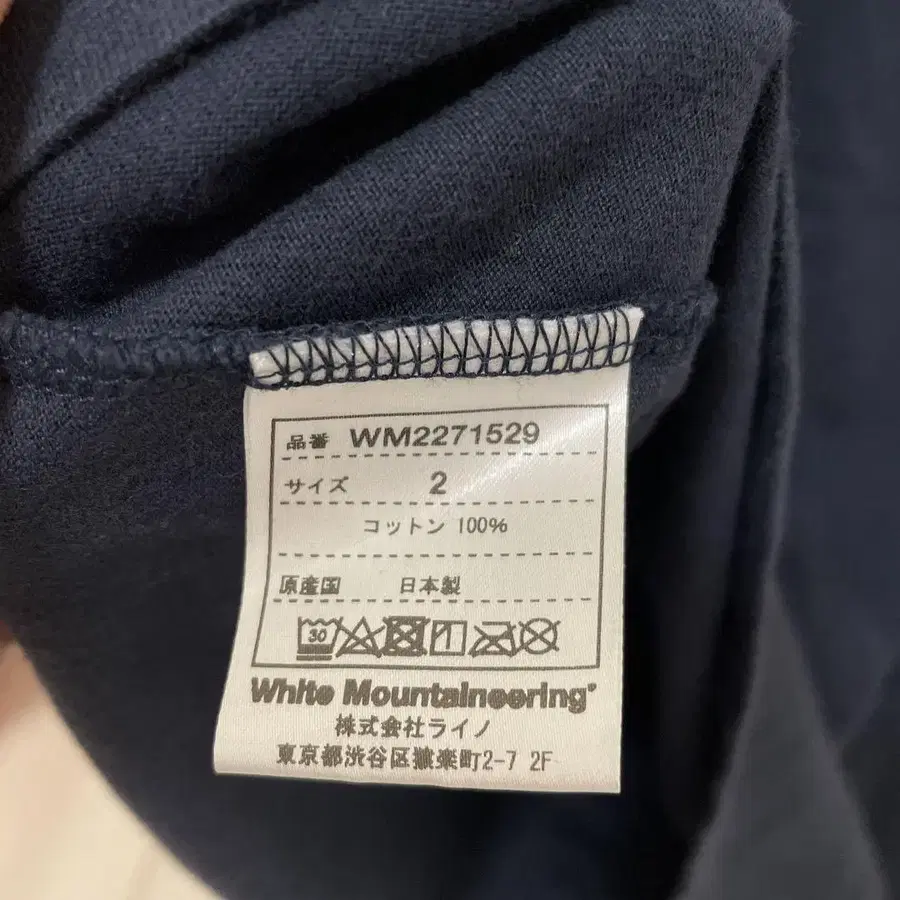 品番 WM2271529
サイズ 2
コットン 100%
原産国 日本製
30
White Mountaineering®
株式会社ライノ
東京都渋谷区猿楽町2-7 2F